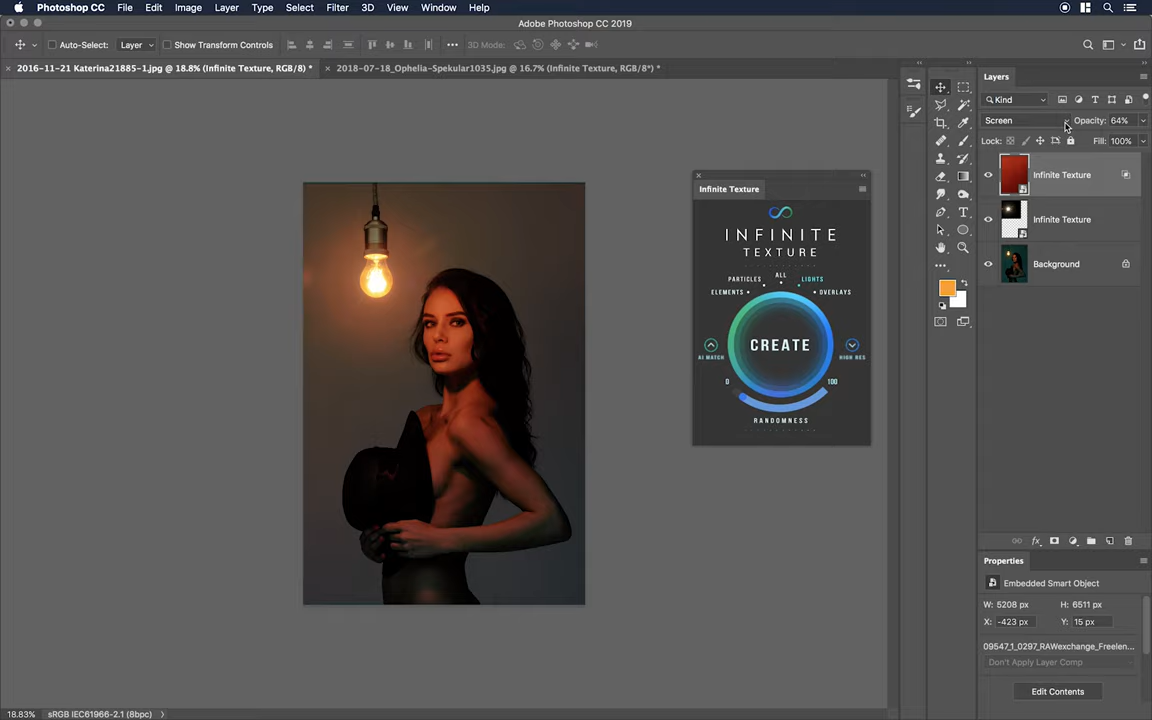 Photoshop CC File Edit Image Layer Type Select Filter 3D View Window Help
Adobe Photoshop CC 2019
Auto-Select: Layer Show Transform Controls 3D Mode:
2016-11-21 Katerina21885-1.jpg @ 18.8% (Infinite Texture, RGB/8) * 2018-07-18_Ophelia-Spekular1035.jpg @ 16.7% (Infinite Texture, RGB/8*) *
Layers
Kind
Screen Opacity: 64%
Lock: Fill: 100%
Infinite Texture
Infinite Texture
Background
Infinite Texture
INFINITE
TEXTURE
PARTICLES ALL LIGHTS
ELEMENTS OVERLAYS
CREATE
AI MATCH HIGH RES
0 100
RANDOMNESS
Properties
Embedded Smart Object
W: 5208 px H: 6511 px
X: -423 px Y: 15 px
09547_1_0297_RAWexchange_Freelen...
Don't Apply Layer Comp
Edit Contents
18.83% sRGB IEC61966-2.1 (8bpc)